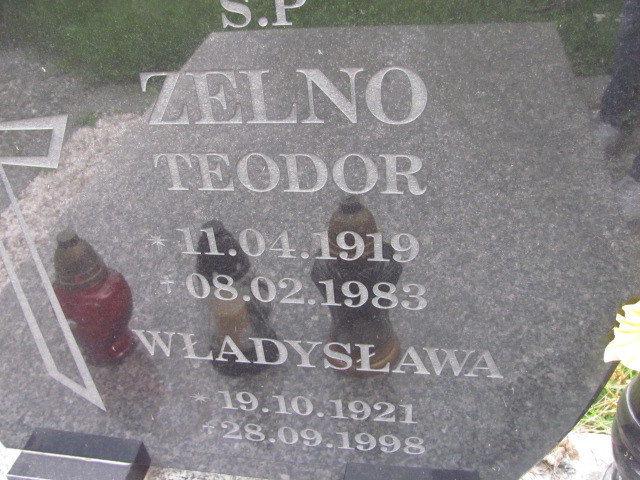 S.P
ZELNO
TEODOR
* 11.04.1919
+ 08.02.1983
WŁADYSŁAWA
* 19.10.1921
+ 28.09.1998